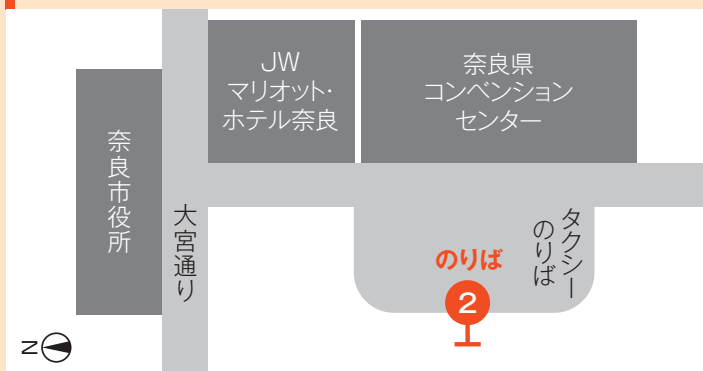 JW
マリオット・
ホテル奈良
奈良県
コンベンション
センター
奈良市役所
大宮通り
タクシー
のりば
のりば
2
N